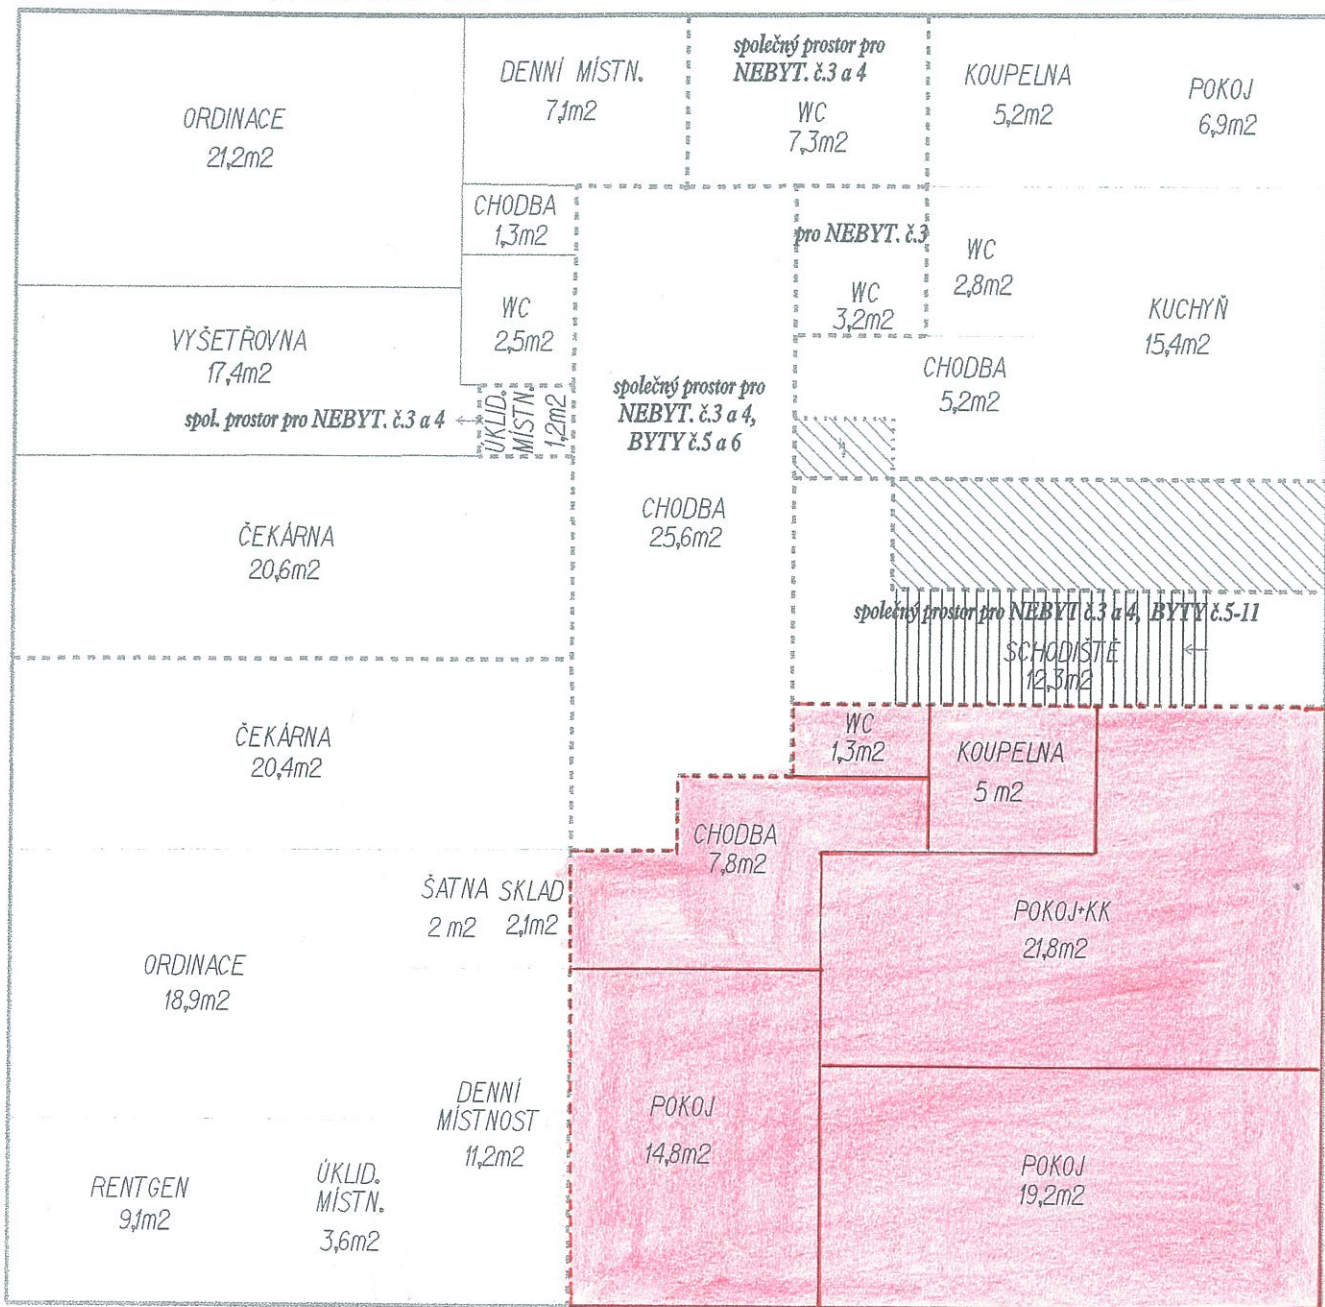 ORDINACE
21,2m2
DENNÍ MÍSTN.
7,1m2
společný prostor pro
NEBYT. č.3 a 4
WC
7,3m2
KOUPELNA
5,2m2
POKOJ
6,9m2
CHODBA
1,3m2
pro NEBYT. č.3
WC
3,2m2
WC
2,8m2
KUCHYŇ
15,4m2
VYŠETŘOVNA
17,4m2
WC
2,5m2
spol. prostor pro NEBYT. č.3 a 4
ÚKLID.
MÍSTN.
1,2m2
společný prostor pro
NEBYT. č.3 a 4,
BYTY č.5 a 6
CHODBA
25,6m2
CHODBA
5,2m2
ČEKÁRNA
20,6m2
společný prostor pro NEBYT č.3 a 4, BYTY č.5-11
SCHODIŠTĚ
12,3m2
ČEKÁRNA
20,4m2
WC
1,3m2
KOUPELNA
5 m2
CHODBA
7,8m2
ŠATNA
2 m2
SKLAD
2,1m2
POKOJ+KK
21,8m2
ORDINACE
18,9m2
DENNÍ
MÍSTNOST
11,2m2
POKOJ
14,8m2
POKOJ
19,2m2
RENTGEN
9,1m2
ÚKLID.
MÍSTN.
3,6m2